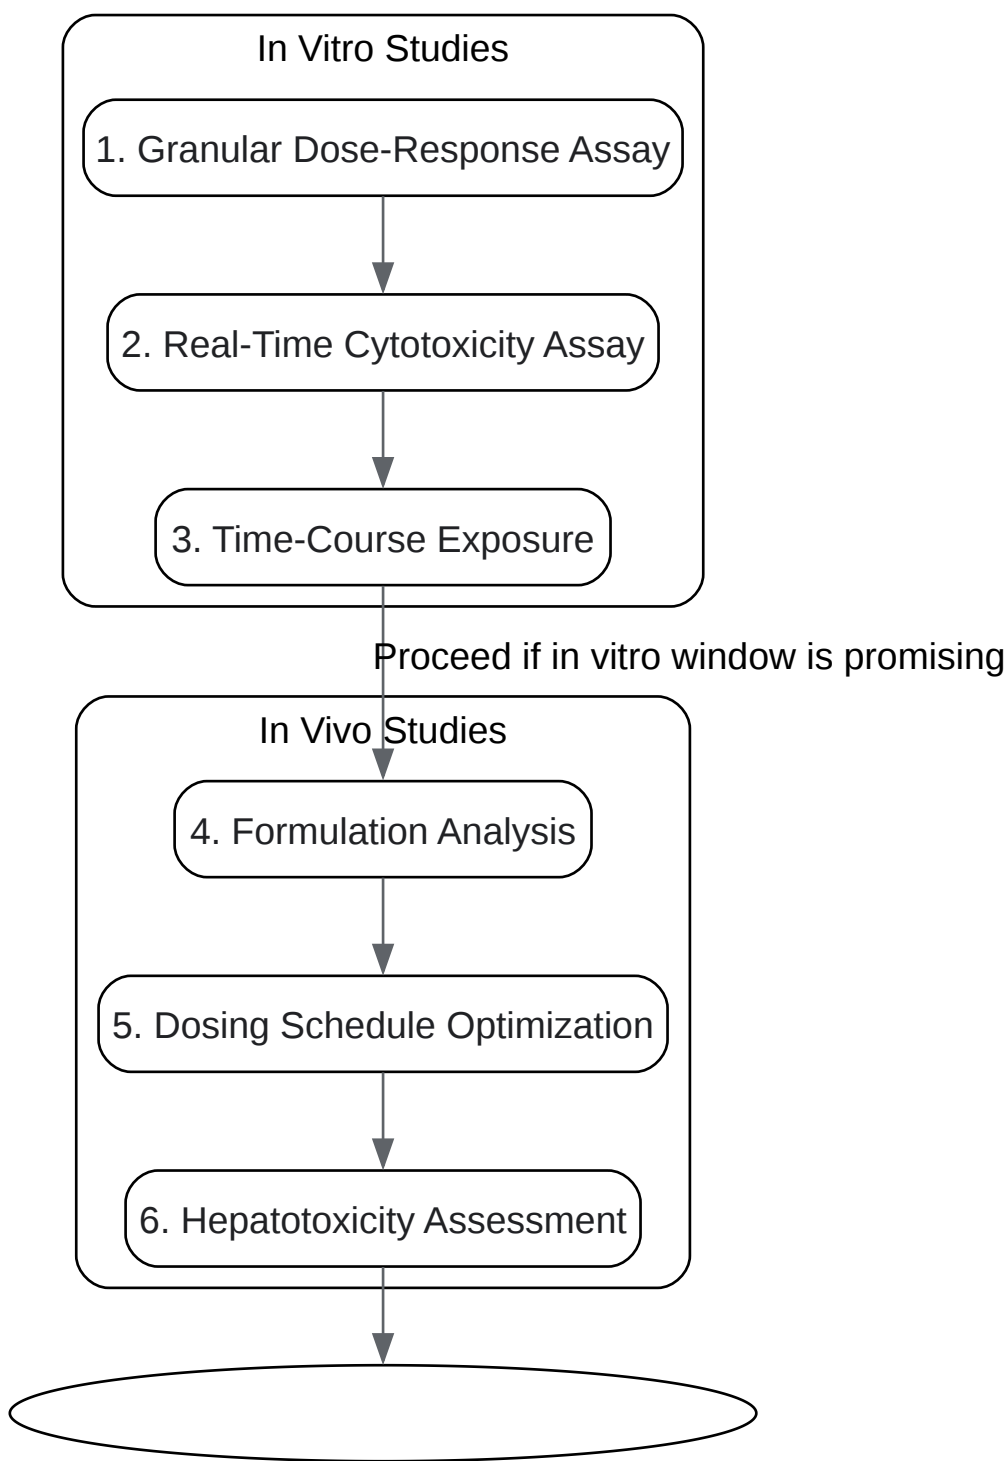 In Vitro Studies
1. Granular Dose-Response Assay
2. Real-Time Cytotoxicity Assay
3. Time-Course Exposure
Proceed if in vitro window is promising
In Vivo Studies
4. Formulation Analysis
5. Dosing Schedule Optimization
6. Hepatotoxicity Assessment